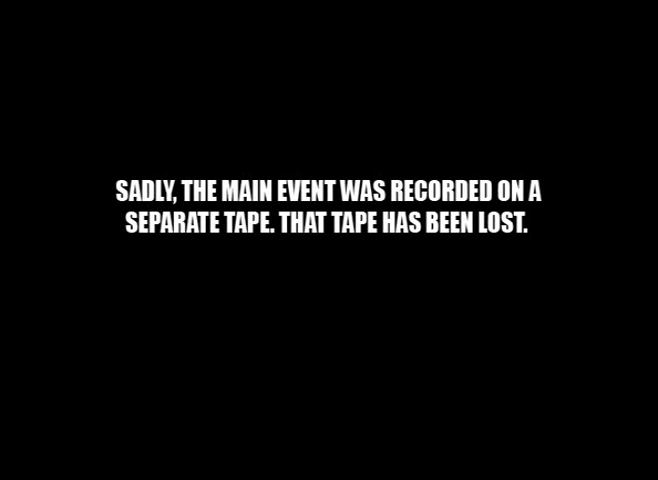 SADLY, THE MAIN EVENT WAS RECORDED ON A
SEPARATE TAPE. THAT TAPE HAS BEEN LOST.